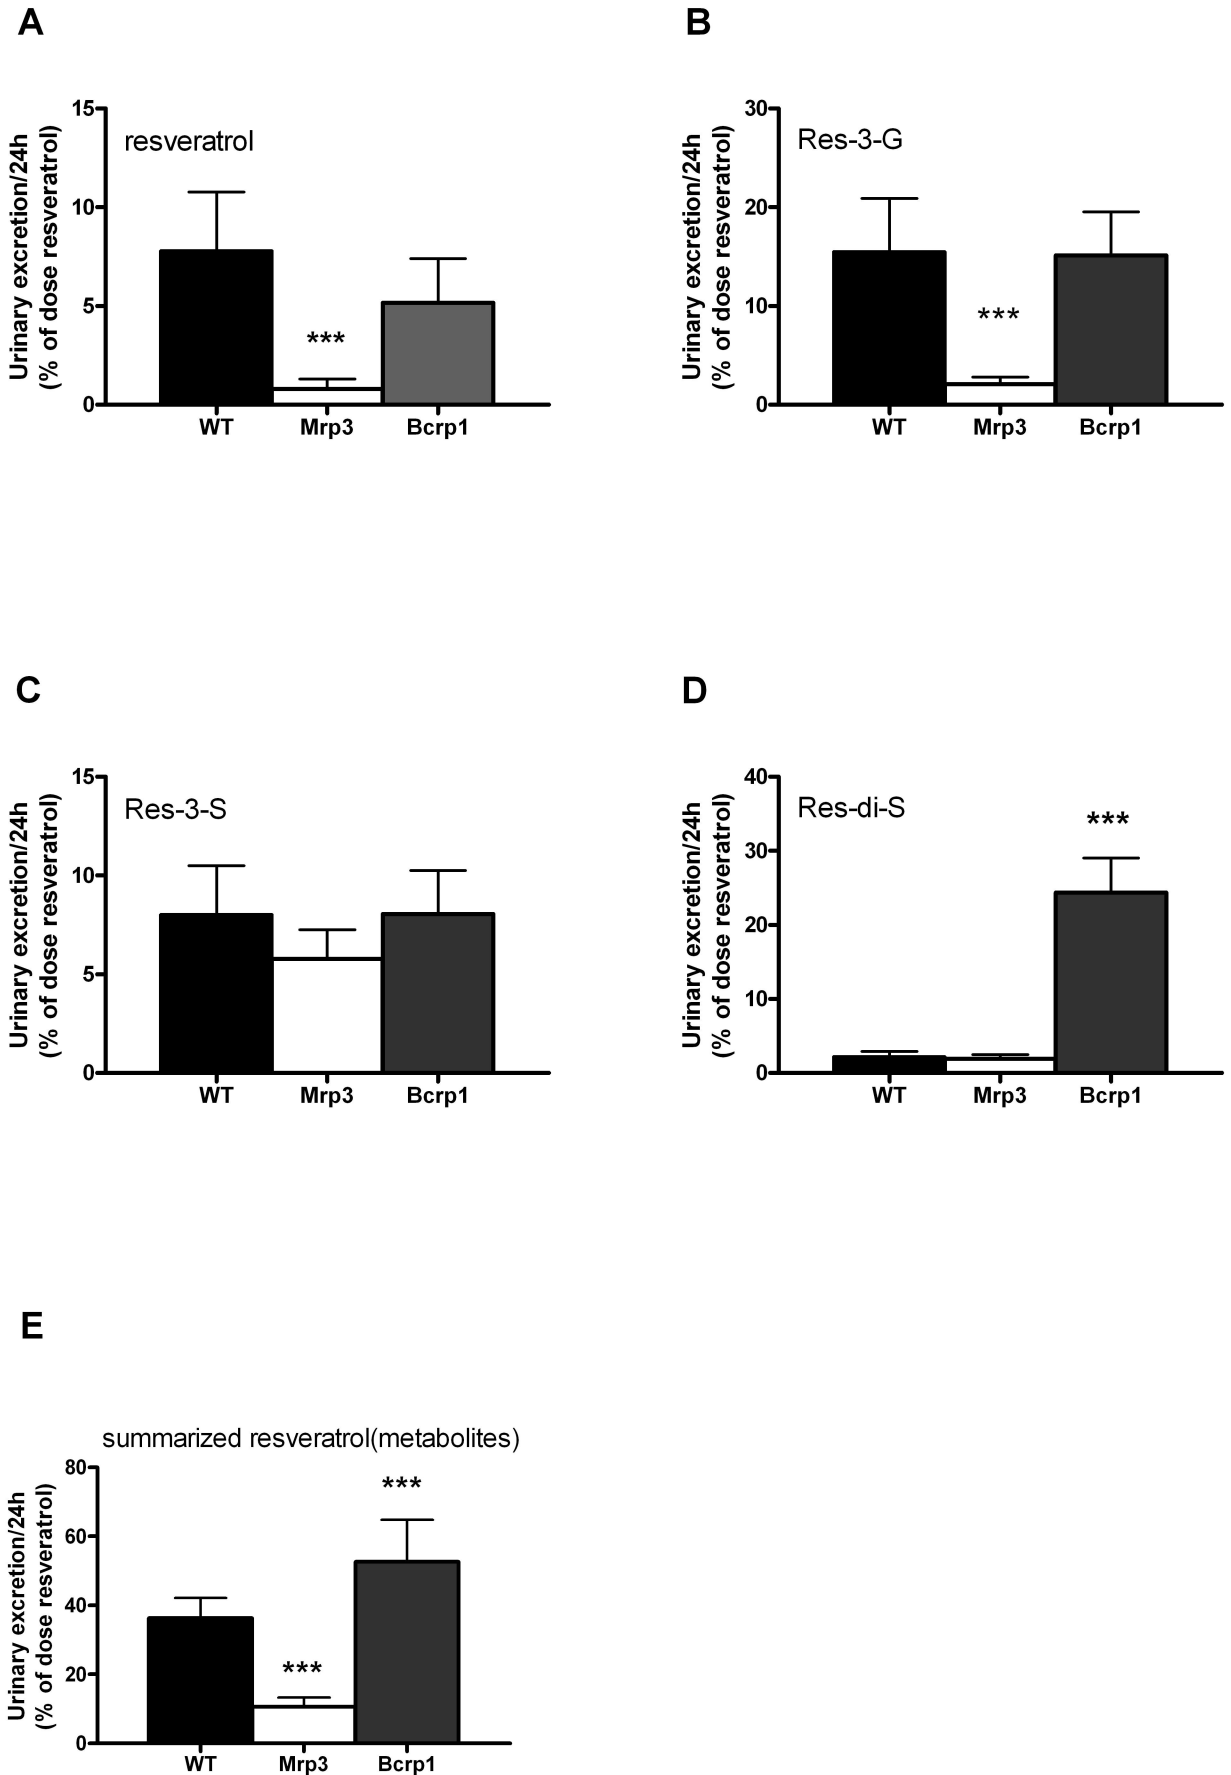 A
Urinary excretion/24h
(% of dose resveratrol)
15
10
5
0
resveratrol
***
WT Mrp3 Bcrp1
B
Urinary excretion/24h
(% of dose resveratrol)
30
20
10
0
Res-3-G
***
WT Mrp3 Bcrp1
C
Urinary excretion/24h
(% of dose resveratrol)
15
10
5
0
Res-3-S
WT Mrp3 Bcrp1
D
Urinary excretion/24h
(% of dose resveratrol)
40
30
20
10
0
Res-di-S
***
WT Mrp3 Bcrp1
E
summarized resveratrol(metabolites)
Urinary excretion/24h
(% of dose resveratrol)
80
60
40
20
0
***
***
WT Mrp3 Bcrp1